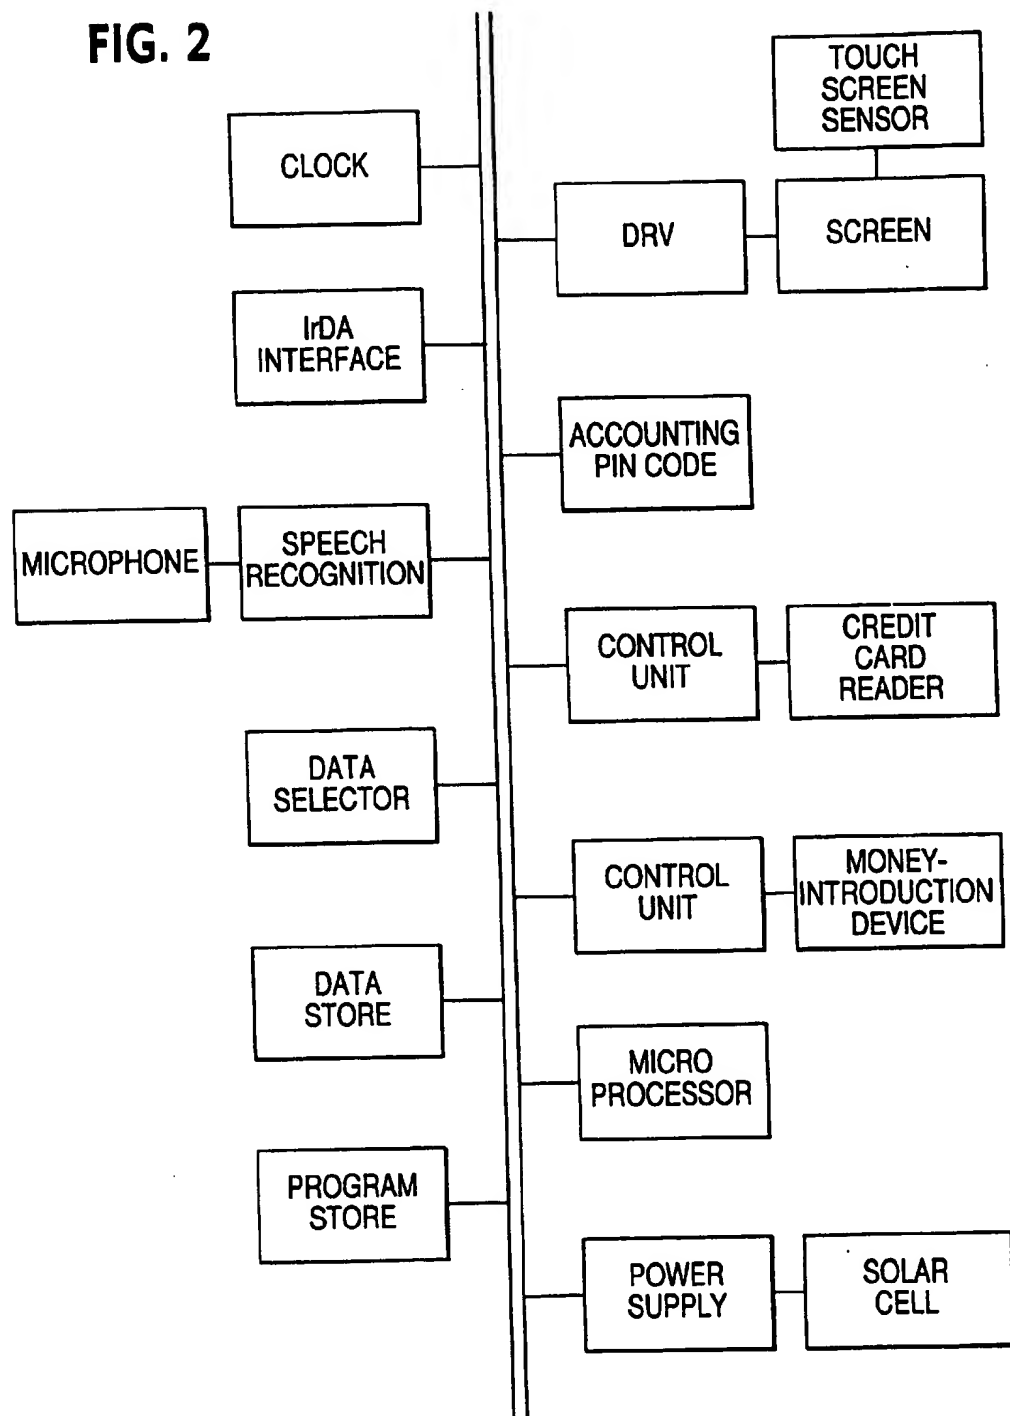 FIG. 2
TOUCH
SCREEN
SENSOR
CLOCK
DRV
SCREEN
IrDA
INTERFACE
ACCOUNTING
PIN CODE
MICROPHONE
SPEECH
RECOGNITION
CONTROL
UNIT
CREDIT
CARD
READER
DATA
SELECTOR
CONTROL
UNIT
MONEY-
INTRODUCTION
DEVICE
DATA
STORE
MICRO
PROCESSOR
PROGRAM
STORE
POWER
SUPPLY
SOLAR
CELL